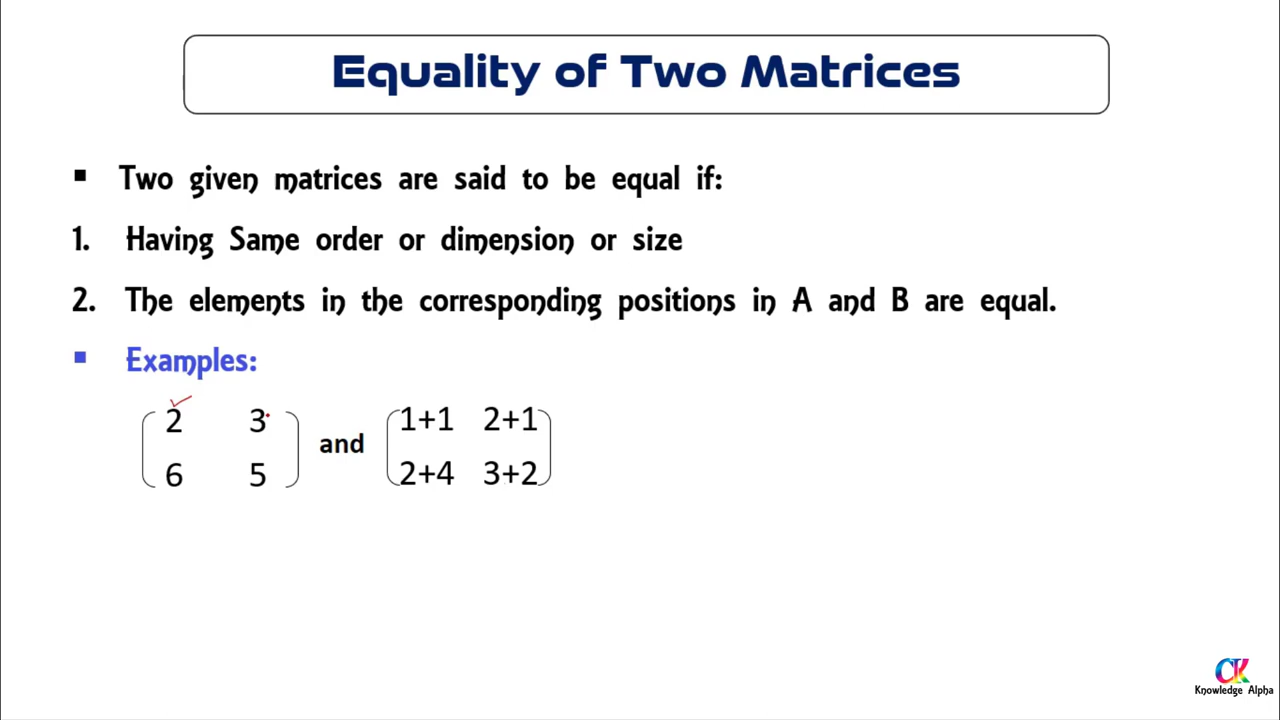 Equality of Two Matrices
▪ Two given matrices are said to be equal if:
1. Having Same order or dimension or size
2. The elements in the corresponding positions in A and B are equal.
▪ Examples:
2 3 1+1 2+1
and
6 5 2+4 3+2
CK
Knowledge Alpha